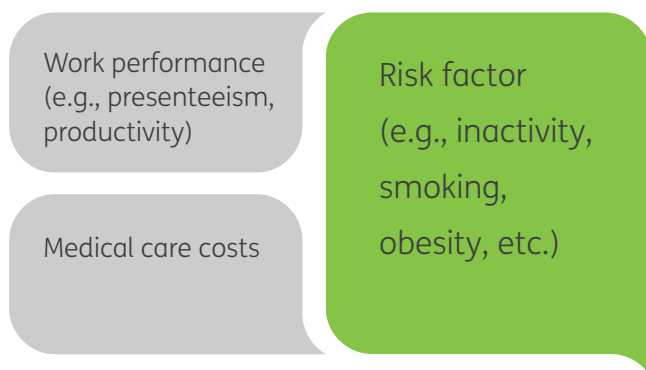 Work performance
(e.g., presenteeism,
productivity)
Medical care costs
Risk factor
(e.g., inactivity,
smoking,
obesity, etc.)